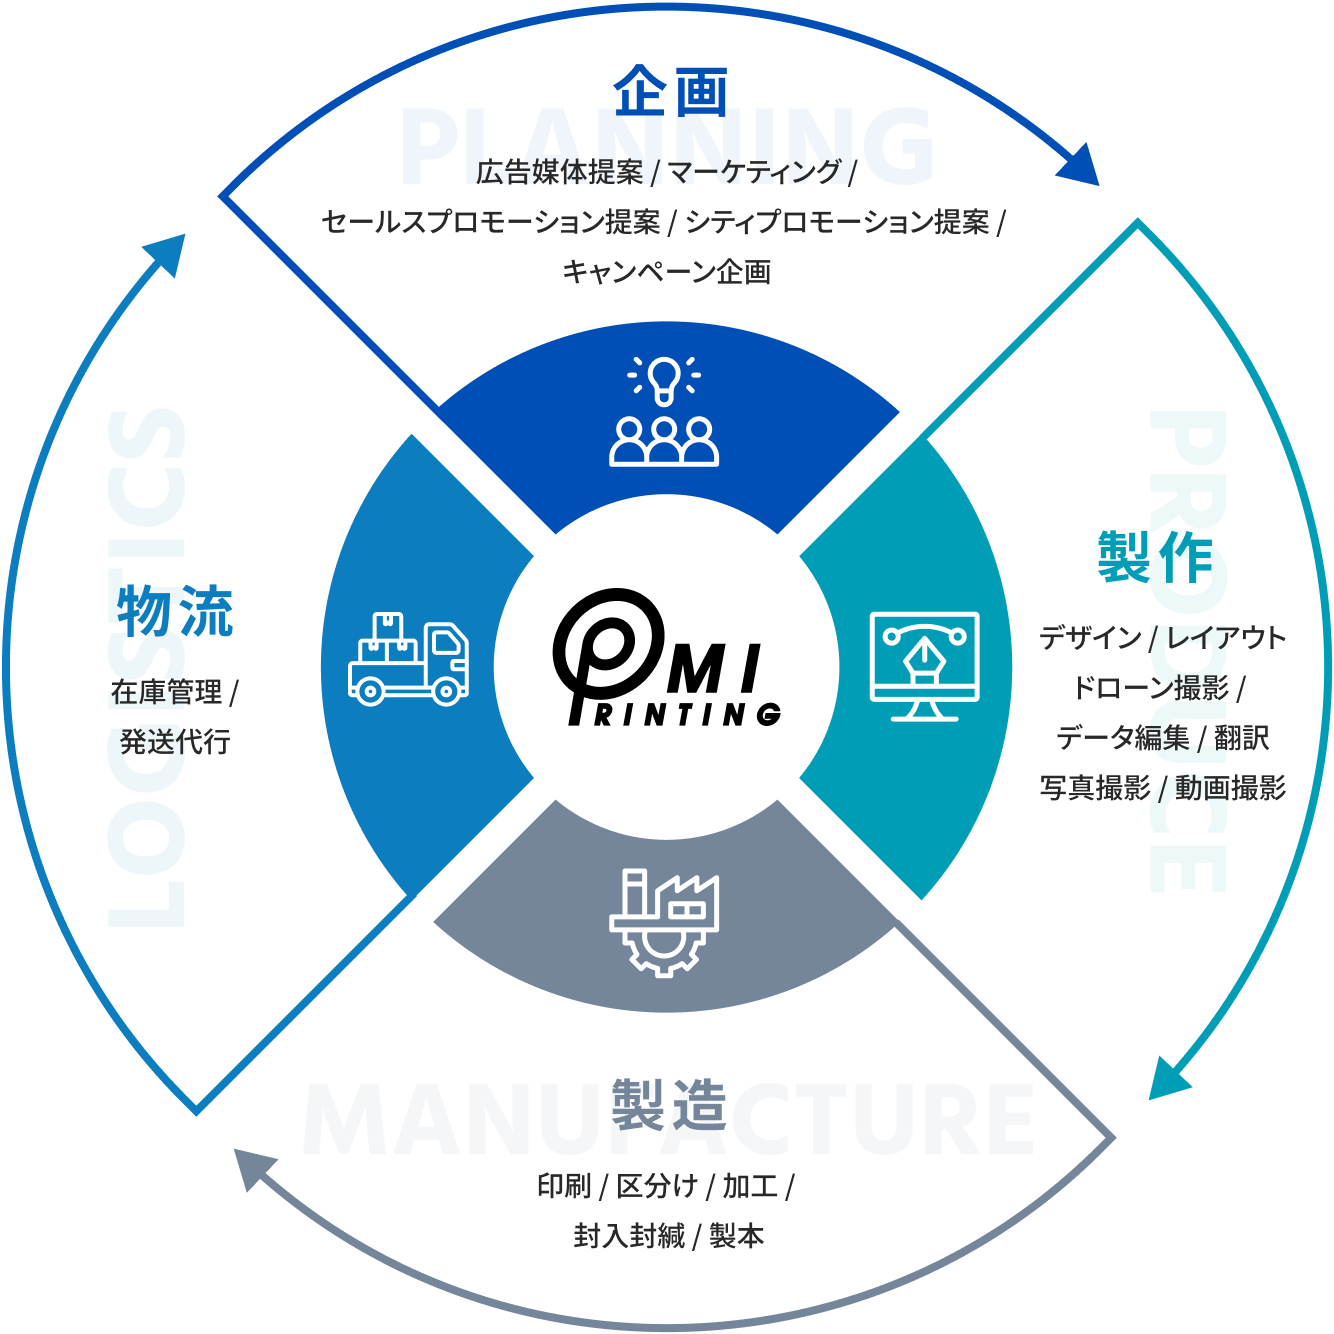 PLANNING
企画
広告媒体提案 / マーケティング /
セールスプロモーション提案 / シティプロモーション提案 /
キャンペーン企画
PRODUCE
製作
デザイン / レイアウト
ドローン撮影 /
データ編集 / 翻訳
写真撮影 / 動画撮影
MANUFACTURE
製造
印刷 / 区分け / 加工 /
封入封緘 / 製本
LOGISTICS
物流
在庫管理 /
発送代行
PMI
PRINTING